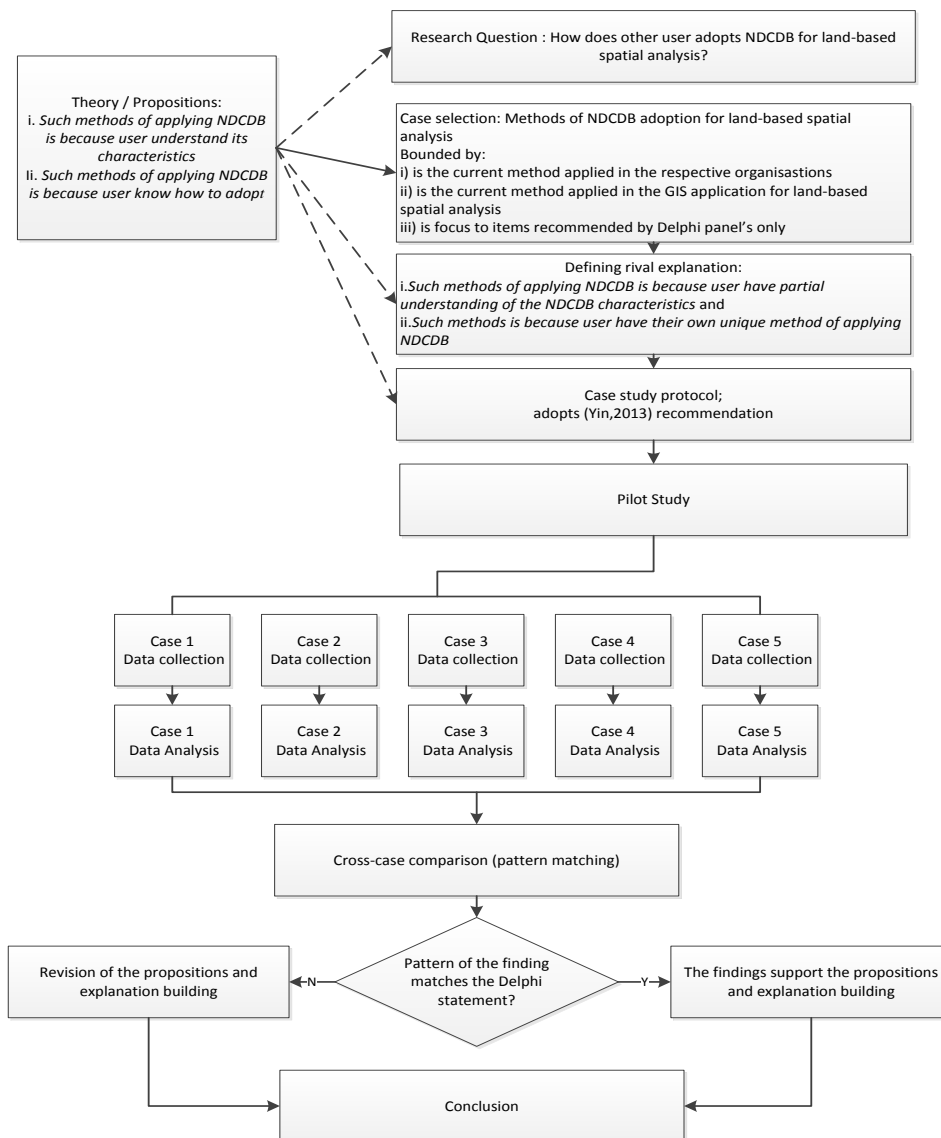 Research Question : How does other user adopts NDCDB for land-based
spatial analysis?
Theory / Propositions:
i. Such methods of applying NDCDB
is because user understand its
characteristics
Ii. Such methods of applying NDCDB
is because user know how to adopt
Case selection: Methods of NDCDB adoption for land-based spatial
analysis
Bounded by:
i) is the current method applied in the respective organisastions
ii) is the current method applied in the GIS application for land-based
spatial analysis
iii) is focus to items recommended by Delphi panel's only
Defining rival explanation:
i.Such methods of applying NDCDB is because user have partial
understanding of the NDCDB characteristics and
ii.Such methods is because user have their own unique method of applying
NDCDB
Case study protocol;
adopts (Yin,2013) recommendation
Pilot Study
Case 1
Data collection
Case 2
Data collection
Case 3
Data collection
Case 4
Data collection
Case 5
Data collection
Case 1
Data Analysis
Case 2
Data Analysis
Case 3
Data Analysis
Case 4
Data Analysis
Case 5
Data Analysis
Cross-case comparison (pattern matching)
Pattern of the finding
matches the Delphi
statement?
N
Y
Revision of the propositions and
explanation building
The findings support the propositions
and explanation building
Conclusion